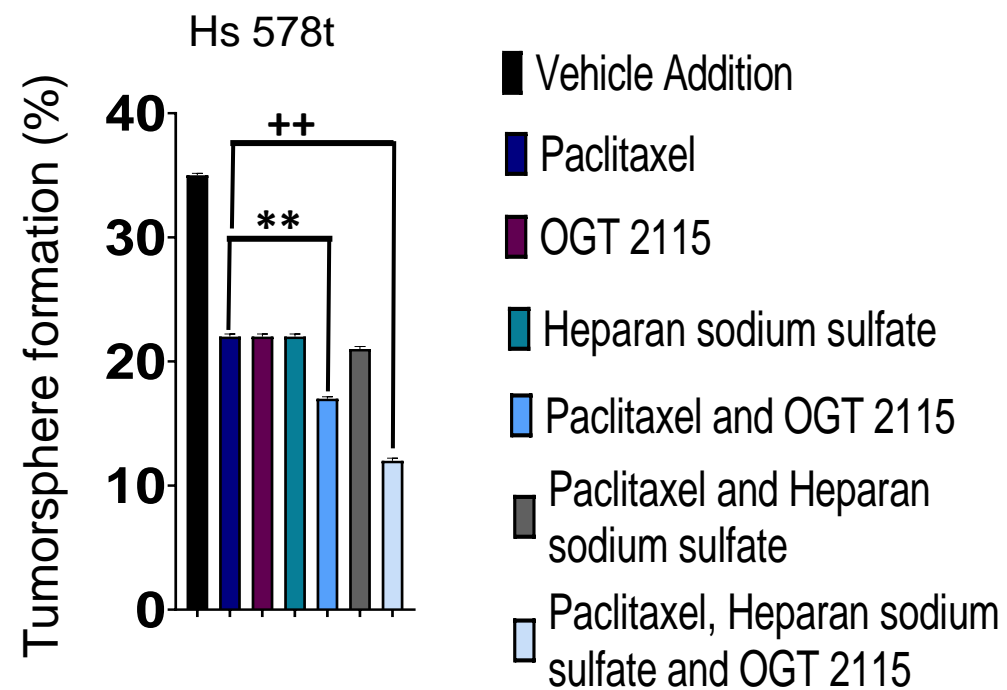 Hs 578t
Tumorsphere formation (%)
40
30
20
10
0
++
**
Vehicle Addition
Paclitaxel
OGT 2115
Heparan sodium sulfate
Paclitaxel and OGT 2115
Paclitaxel and Heparan
sodium sulfate
Paclitaxel, Heparan sodium
sulfate and OGT 2115